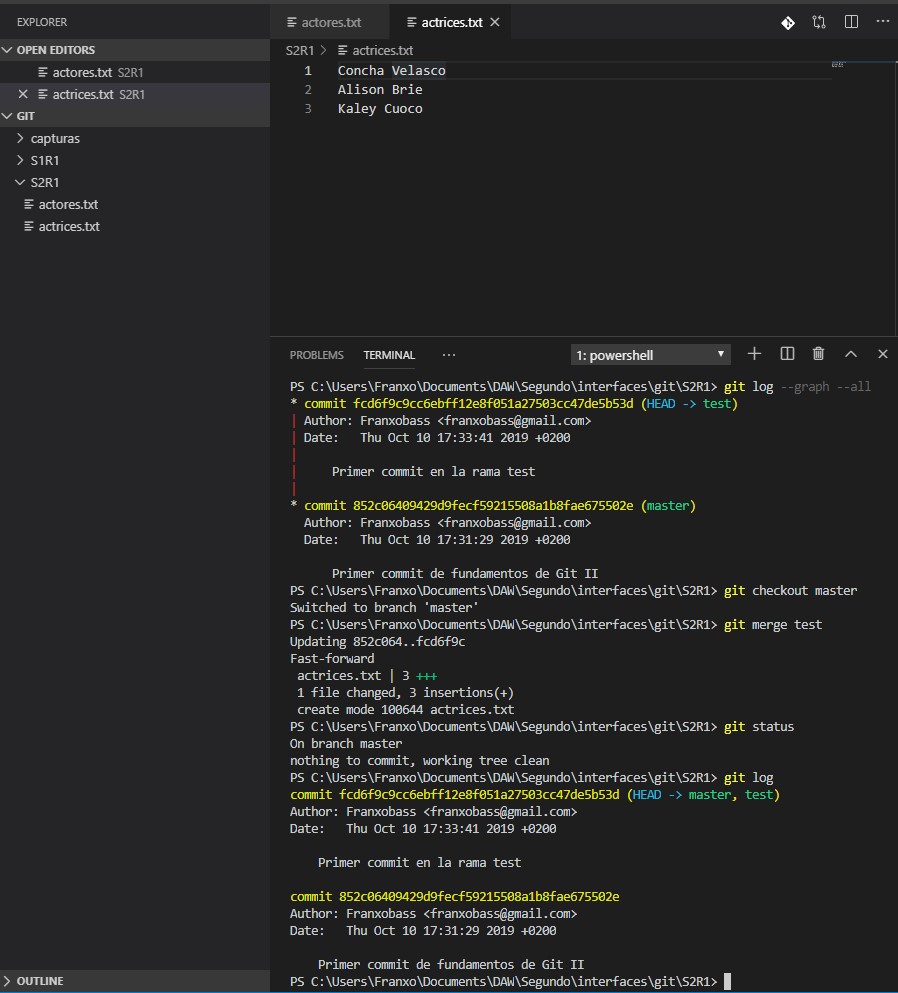 EXPLORER
OPEN EDITORS
actores.txt S2R1
actrices.txt S2R1
GIT
capturas
S1R1
S2R1
actores.txt
actrices.txt
OUTLINE
actores.txt
actrices.txt
S2R1 > actrices.txt
1 Concha Velasco
2 Alison Brie
3 Kaley Cuoco
PROBLEMS TERMINAL ··· 1: powershell
PS C:\Users\Franxo\Documents\DAW\Segundo\interfaces\git\S2R1> git log --graph --all
* commit fcd6f9c9cc6ebff12e8f051a27503cc47de5b53d (HEAD -> test)
| Author: Franxobass <franxobass@gmail.com>
| Date:   Thu Oct 10 17:33:41 2019 +0200
|
|     Primer commit en la rama test
|
* commit 852c06409429d9fecf59215508a1b8fae675502e (master)
  Author: Franxobass <franxobass@gmail.com>
  Date:   Thu Oct 10 17:31:29 2019 +0200
      Primer commit de fundamentos de Git II
PS C:\Users\Franxo\Documents\DAW\Segundo\interfaces\git\S2R1> git checkout master
Switched to branch 'master'
PS C:\Users\Franxo\Documents\DAW\Segundo\interfaces\git\S2R1> git merge test
Updating 852c064..fcd6f9c
Fast-forward
 actrices.txt | 3 +++
 1 file changed, 3 insertions(+)
 create mode 100644 actrices.txt
PS C:\Users\Franxo\Documents\DAW\Segundo\interfaces\git\S2R1> git status
On branch master
nothing to commit, working tree clean
PS C:\Users\Franxo\Documents\DAW\Segundo\interfaces\git\S2R1> git log
commit fcd6f9c9cc6ebff12e8f051a27503cc47de5b53d (HEAD -> master, test)
Author: Franxobass <franxobass@gmail.com>
Date:   Thu Oct 10 17:33:41 2019 +0200
    Primer commit en la rama test
commit 852c06409429d9fecf59215508a1b8fae675502e
Author: Franxobass <franxobass@gmail.com>
Date:   Thu Oct 10 17:31:29 2019 +0200
    Primer commit de fundamentos de Git II
PS C:\Users\Franxo\Documents\DAW\Segundo\interfaces\git\S2R1>